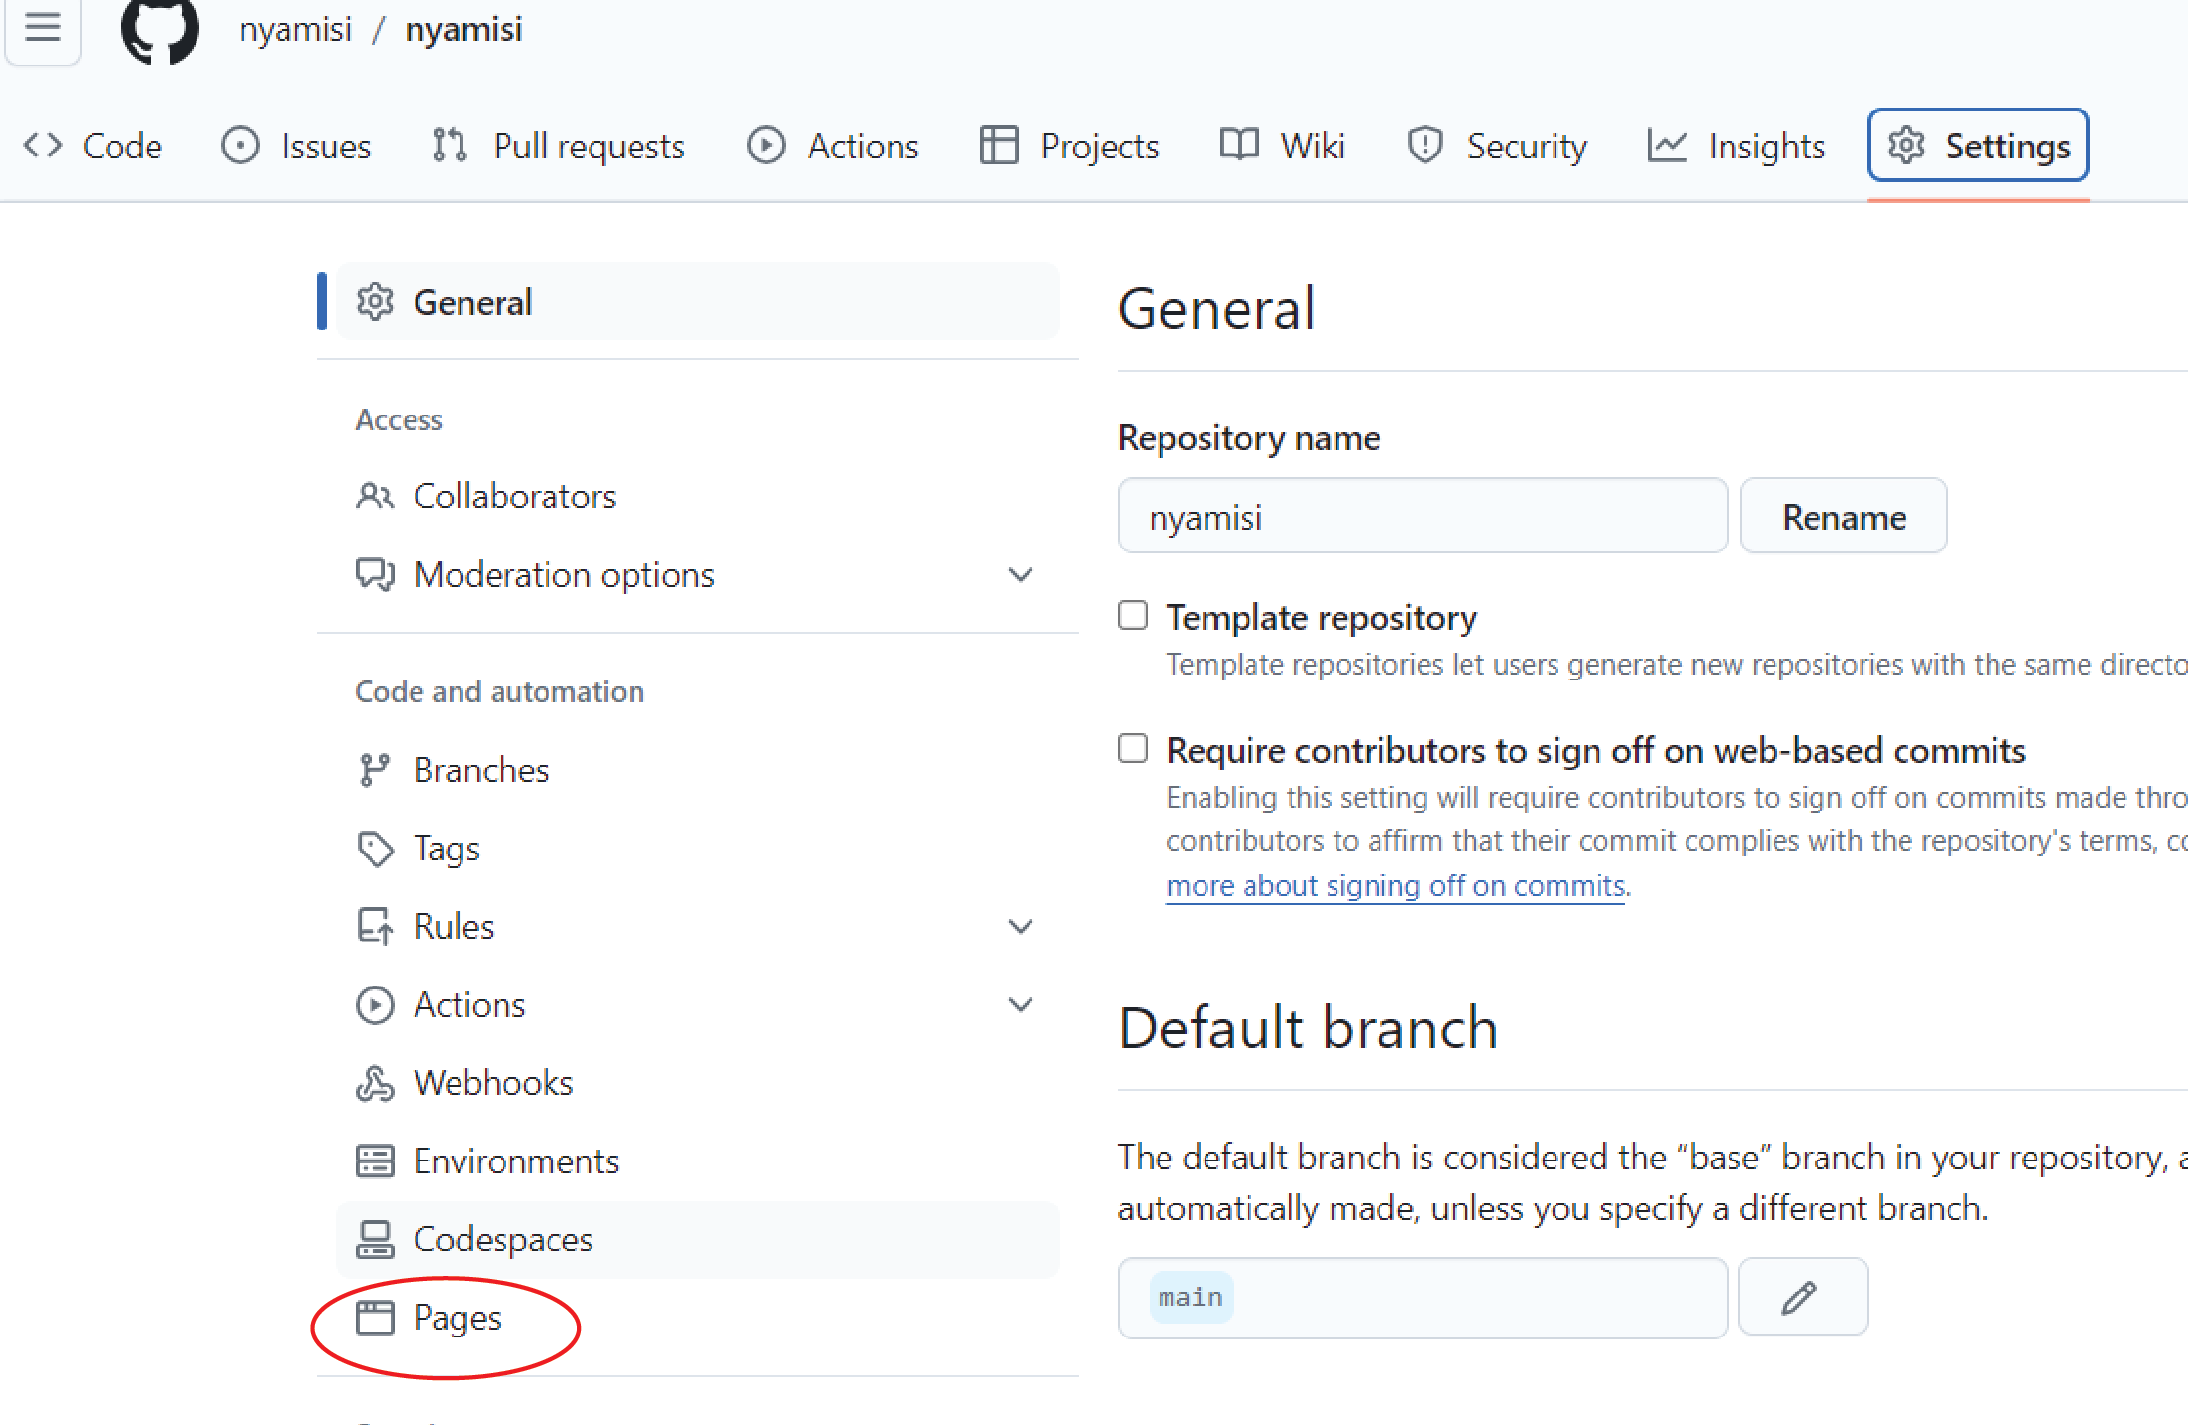 nyamisi / nyamisi
Code Issues Pull requests Actions Projects Wiki Security Insights Settings
General
Access
Collaborators
Moderation options
Code and automation
Branches
Tags
Rules
Actions
Webhooks
Environments
Codespaces
Pages
General
Repository name
nyamisi Rename
Template repository
Template repositories let users generate new repositories with the same
Require contributors to sign off on web-based commits
Enabling this setting will require contributors to sign off on commits made
contributors to affirm that their commit complies with the repository's terms,
more about signing off on commits.
Default branch
The default branch is considered the “base” branch in your repository,
automatically made, unless you specify a different branch.
main